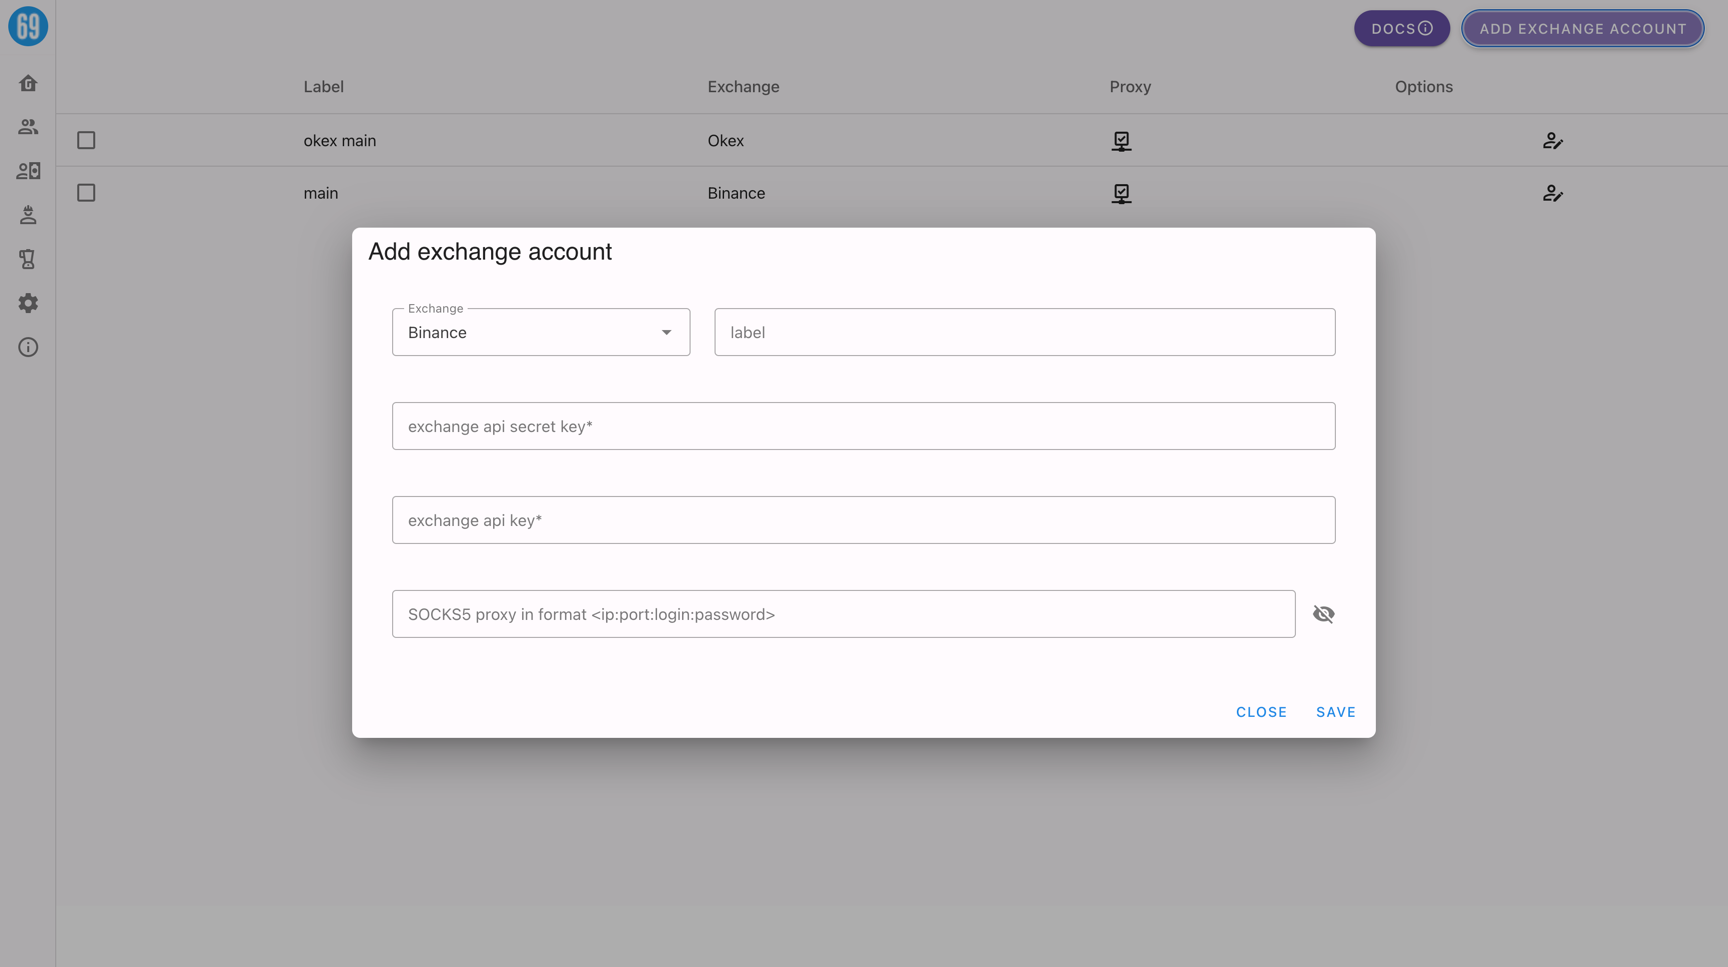 69
DOCS
ADD EXCHANGE ACCOUNT
Label
Exchange
Proxy
Options
okex main
Okex
main
Binance
Add exchange account
Exchange
Binance
label
exchange api secret key*
exchange api key*
SOCKS5 proxy in format <ip:port:login:password>
CLOSE
SAVE